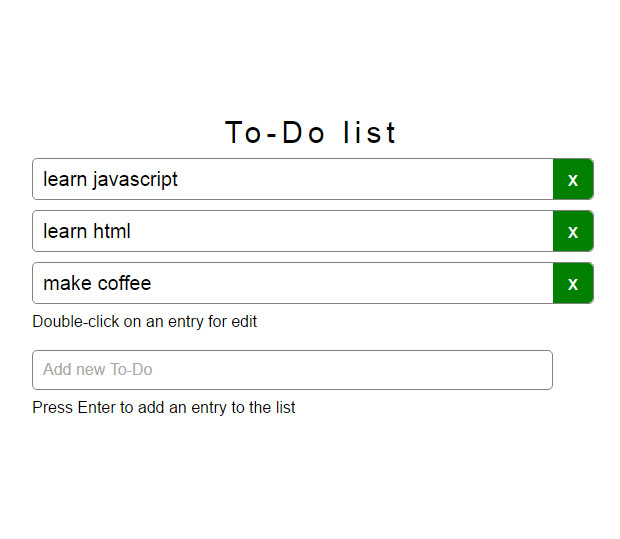 To-Do list
learn javascript
X
learn html
X
make coffee
X
Double-click on an entry for edit
Add new To-Do
Press Enter to add an entry to the list